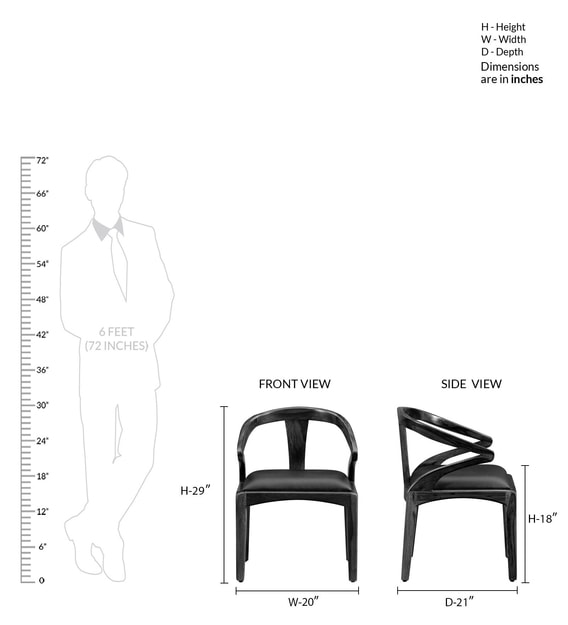 H - Height
W - Width
D - Depth
Dimensions
are in inches
72"
66"
60"
54"
48"
42"
36"
30"
24"
18"
12"
6"
0
6 FEET
(72 INCHES)
FRONT VIEW
SIDE VIEW
H-29"
H-18"
W-20"
D-21"